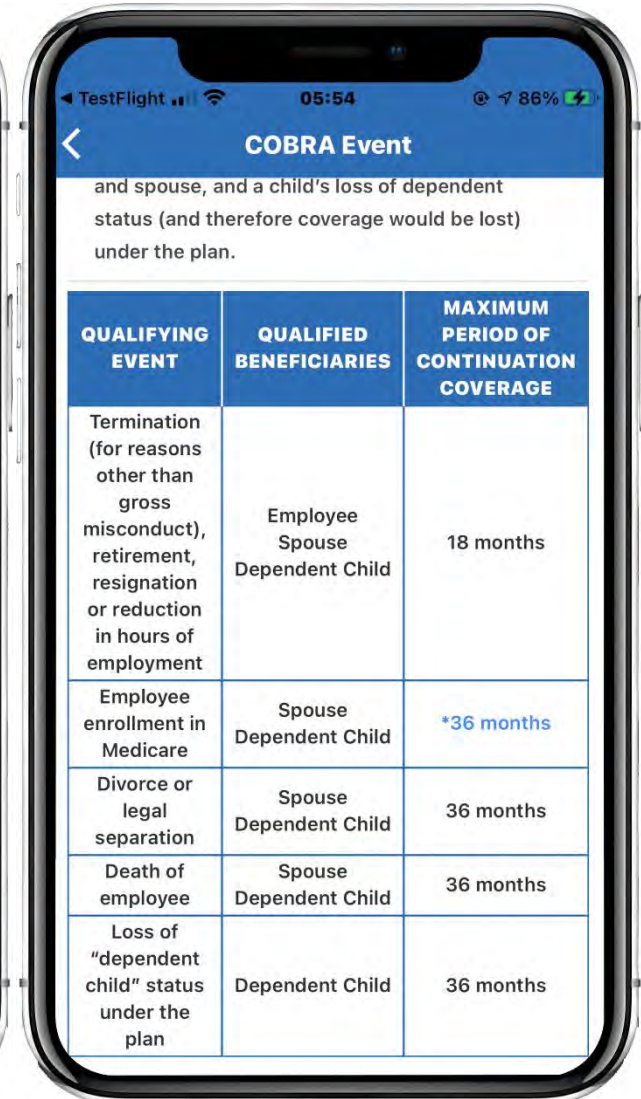 TestFlight 05:54 86%
COBRA Event
and spouse, and a child's loss of dependent
status (and therefore coverage would be lost)
under the plan.
QUALIFYING
EVENT
QUALIFIED
BENEFICIARIES
MAXIMUM
PERIOD OF
CONTINUATION
COVERAGE
Termination
(for reasons
other than
gross
misconduct),
retirement,
resignation
or reduction
in hours of
employment
Employee
Spouse
Dependent Child
18 months
Employee
enrollment in
Medicare
Spouse
Dependent Child
*36 months
Divorce or
legal
separation
Spouse
Dependent Child
36 months
Death of
employee
Spouse
Dependent Child
36 months
Loss of
“dependent
child” status
under the
plan
Dependent Child
36 months